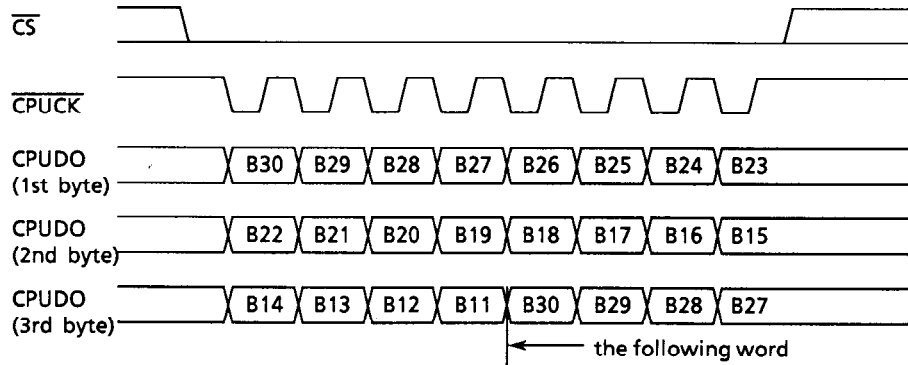 CS
CPUCK
CPUDO B30 B29 B28 B27 B26 B25 B24 B23
(1st byte)
CPUDO B22 B21 B20 B19 B18 B17 B16 B15
(2nd byte)
CPUDO B14 B13 B12 B11 B30 B29 B28 B27
(3rd byte)
the following word